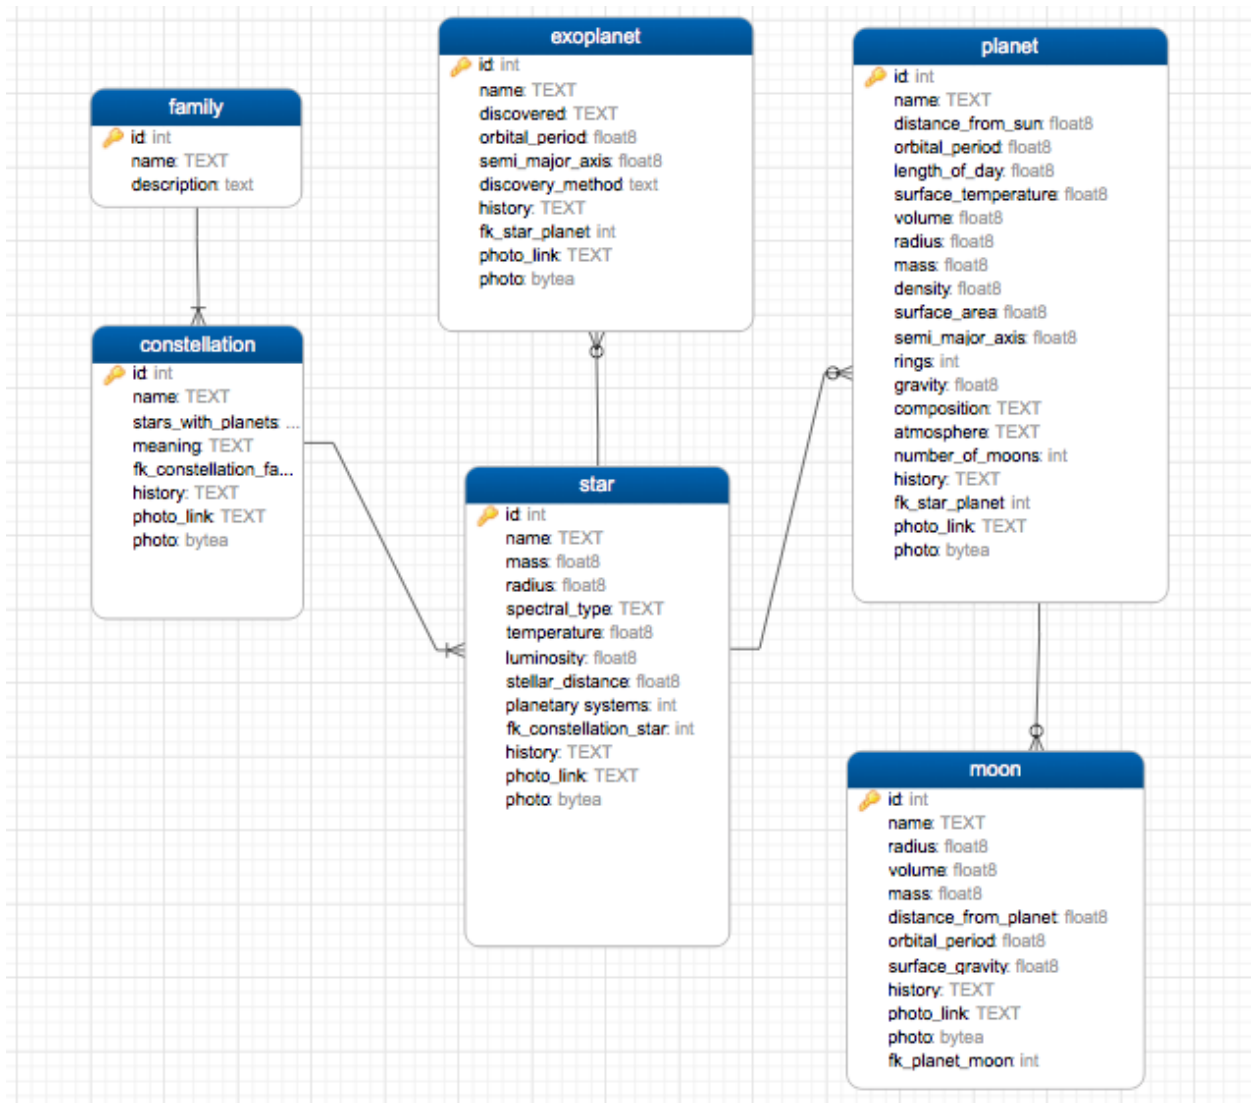 family
id: int
name: TEXT
description: text
constellation
id: int
name: TEXT
stars_with_planets: ...
meaning: TEXT
fk_constellation_fa...
history: TEXT
photo_link: TEXT
photo: bytea
exoplanet
id: int
name: TEXT
discovered: TEXT
orbital_period: float8
semi_major_axis: float8
discovery_method: text
history: TEXT
fk_star_planet: int
photo_link: TEXT
photo: bytea
star
id: int
name: TEXT
mass: float8
radius: float8
spectral_type: TEXT
temperature: float8
luminosity: float8
stellar_distance: float8
planetary systems: int
fk_constellation_star: int
history: TEXT
photo_link: TEXT
photo: bytea
planet
id: int
name: TEXT
distance_from_sun: float8
orbital_period: float8
length_of_day: float8
surface_temperature: float8
volume: float8
radius: float8
mass: float8
density: float8
surface_area: float8
semi_major_axis: float8
rings: int
gravity: float8
composition: TEXT
atmosphere: TEXT
number_of_moons: int
history: TEXT
fk_star_planet: int
photo_link: TEXT
photo: bytea
moon
id: int
name: TEXT
radius: float8
volume: float8
mass: float8
distance_from_planet: float8
orbital_period: float8
surface_gravity: float8
history: TEXT
photo_link: TEXT
photo: bytea
fk_planet_moon: int